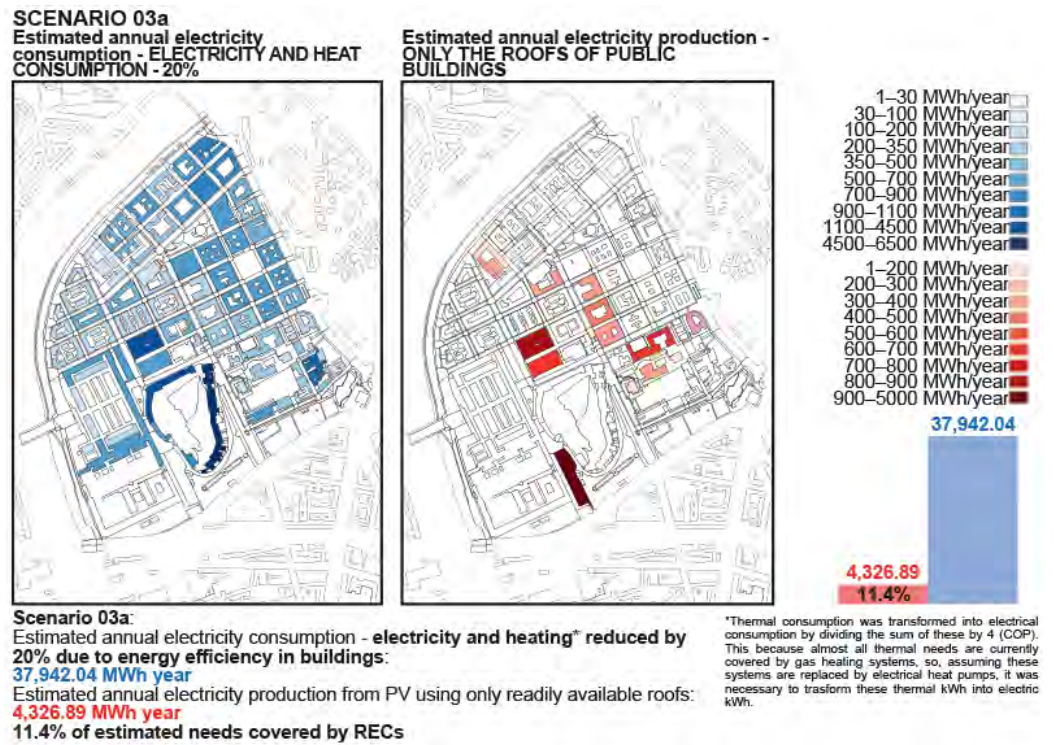 SCENARIO 03a
Estimated annual electricity
consumption - ELECTRICITY AND HEAT
CONSUMPTION - 20%
Estimated annual electricity production -
ONLY THE ROOFS OF PUBLIC
BUILDINGS
1–30 MWh/year
30–100 MWh/year
100–200 MWh/year
200–350 MWh/year
350–500 MWh/year
500–700 MWh/year
700–900 MWh/year
900–1100 MWh/year
1100–4500 MWh/year
4500–6500 MWh/year
1–200 MWh/year
200–300 MWh/year
300–400 MWh/year
400–500 MWh/year
500–600 MWh/year
600–700 MWh/year
700–800 MWh/year
800–900 MWh/year
900–5000 MWh/year
37,942.04
4,326.89
11.4%
Scenario 03a:
Estimated annual electricity consumption - electricity and heating* reduced by
20% due to energy efficiency in buildings:
37,942.04 MWh year
Estimated annual electricity production from PV using only readily available roofs:
4,326.89 MWh year
11.4% of estimated needs covered by RECs
*Thermal consumption was transformed into electrical
consumption by dividing the sum of these by 4 (COP).
This because almost all thermal needs are currently
covered by gas heating systems, so, assuming these
systems are replaced by electrical heat pumps, it was
necessary to trasform these thermal kWh into electric
kWh.